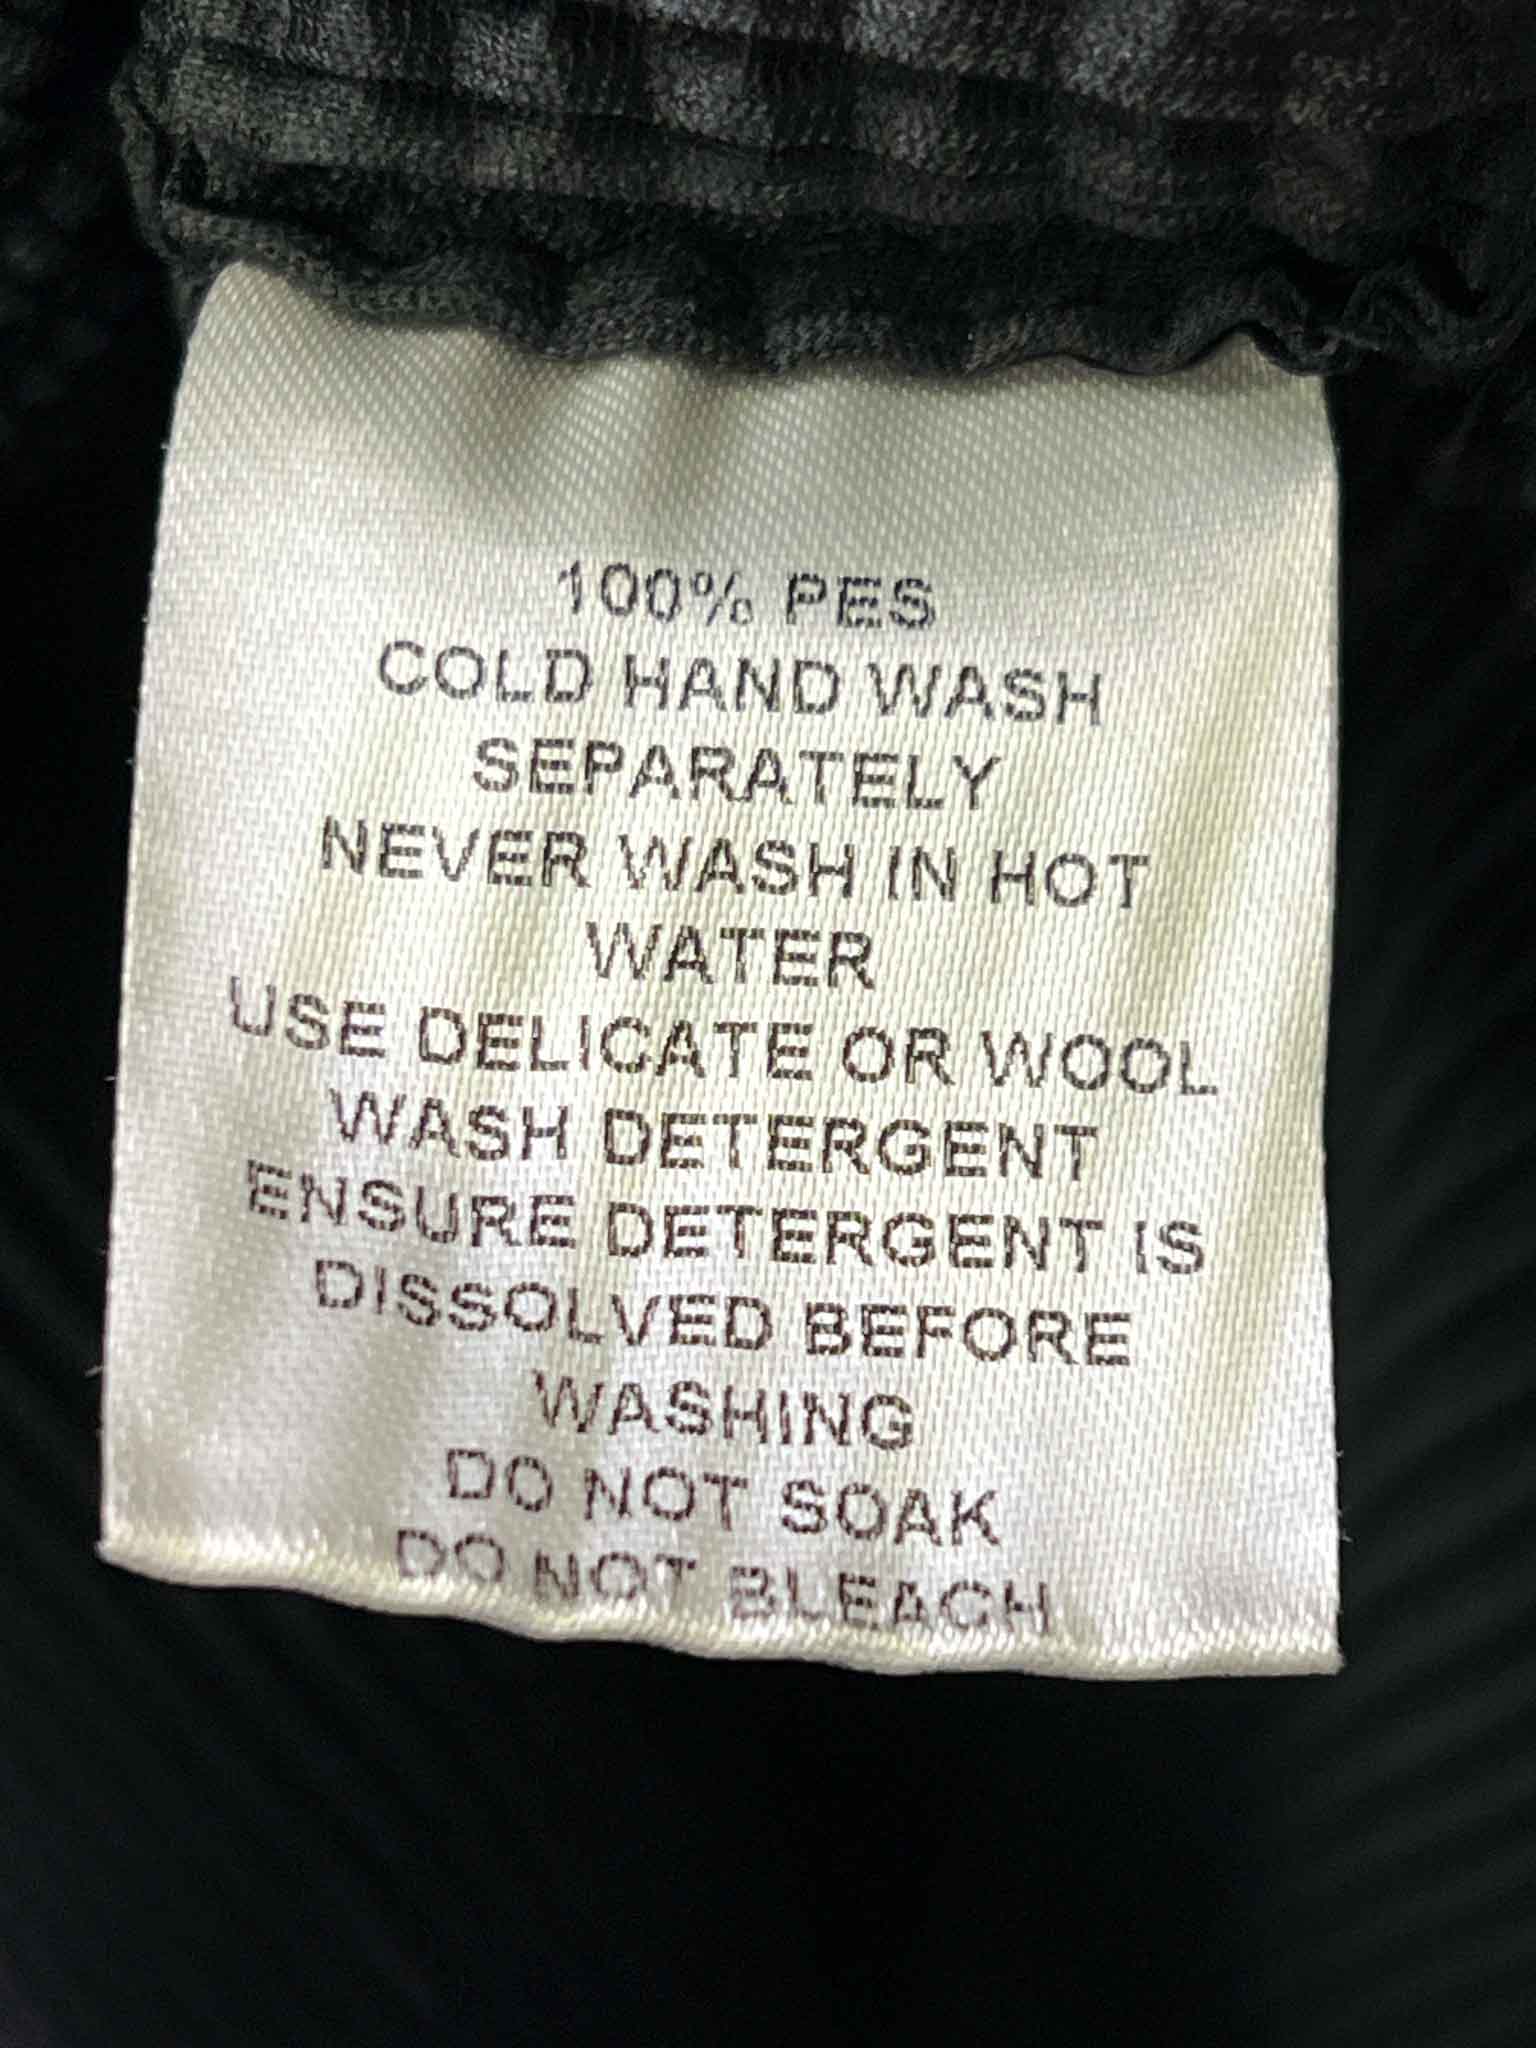 100% PES
COLD HAND WASH
SEPARATELY
NEVER WASH IN HOT
WATER
USE DELICATE OR WOOL
WASH DETERGENT
ENSURE DETERGENT IS
DISSOLVED BEFORE
WASHING
DO NOT SOAK
DO NOT BLEACH